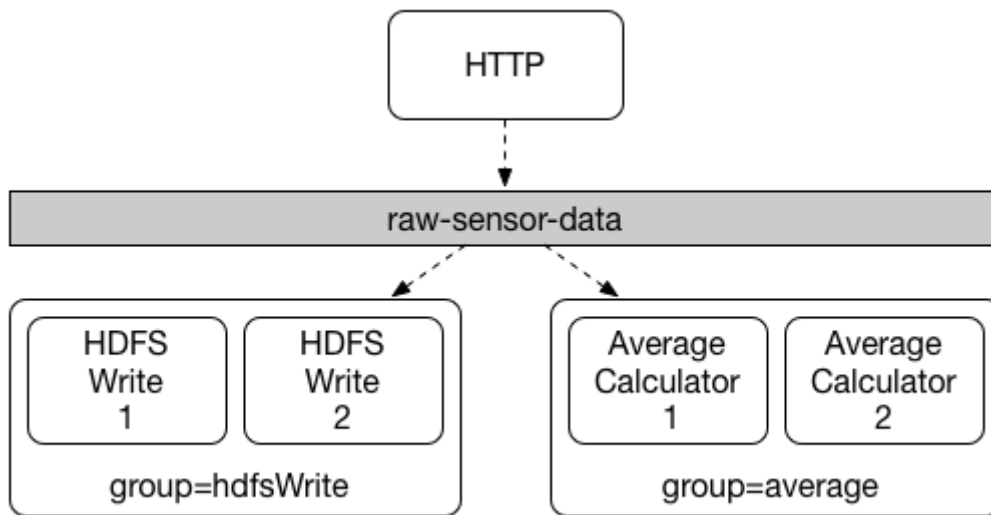 HTTP
raw-sensor-data
HDFS
Write
1
HDFS
Write
2
group=hdfsWrite
Average
Calculator
1
Average
Calculator
2
group=average